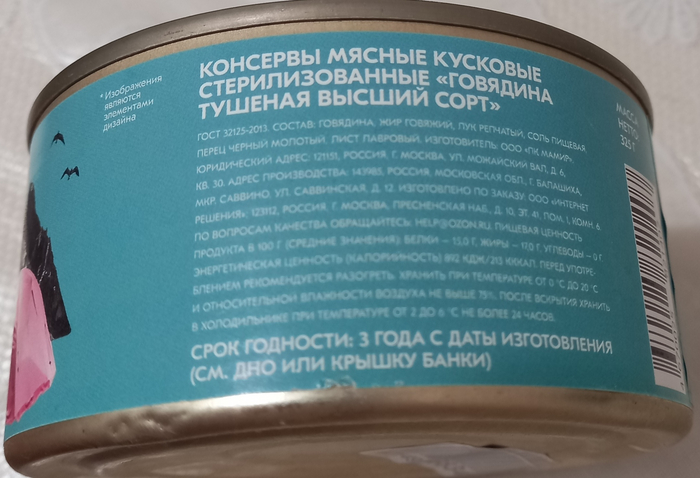 * Изображения
являются
элементами
дизайна
КОНСЕРВЫ МЯСНЫЕ КУСКОВЫЕ
СТЕРИЛИЗОВАННЫЕ «ГОВЯДИНА
ТУШЕНАЯ ВЫСШИЙ СОРТ»
ГОСТ 32125-2013. СОСТАВ: ГОВЯДИНА, ЖИР ГОВЯЖИЙ, ЛУК РЕПЧАТЫЙ, СОЛЬ ПИЩЕВАЯ,
ПЕРЕЦ ЧЕРНЫЙ МОЛОТЫЙ, ЛИСТ ЛАВРОВЫЙ. ИЗГОТОВИТЕЛЬ: ООО «ПК МАМИР»,
ЮРИДИЧЕСКИЙ АДРЕС: 121151, РОССИЯ, Г. МОСКВА, УЛ. МОЖАЙСКИЙ ВАЛ, Д. 6,
КВ. 30. АДРЕС ПРОИЗВОДСТВА: 143985, РОССИЯ, МОСКОВСКАЯ ОБЛ., Г. БАЛАШИХА,
МКР. САВВИНО, УЛ. САВВИНСКАЯ, Д. 12. ИЗГОТОВЛЕНО ПО ЗАКАЗУ: ООО «ИНТЕРНЕТ
РЕШЕНИЯ»; 123112, РОССИЯ, Г. МОСКВА, ПРЕСНЕНСКАЯ НАБ., Д. 10, ЭТ. 41, ПОМ. I, КОМН. 6.
ПО ВОПРОСАМ КАЧЕСТВА ОБРАЩАЙТЕСЬ: HELP@OZON.RU. ПИЩЕВАЯ ЦЕННОСТЬ
ПРОДУКТА В 100 Г (СРЕДНИЕ ЗНАЧЕНИЯ): БЕЛКИ – 15,0 Г, ЖИРЫ – 17,0 Г, УГЛЕВОДЫ – 0 Г.
ЭНЕРГЕТИЧЕСКАЯ ЦЕННОСТЬ (КАЛОРИЙНОСТЬ) 892 КДЖ/213 ККАЛ. ПЕРЕД УПОТРЕ-
БЛЕНИЕМ РЕКОМЕНДУЕТСЯ РАЗОГРЕТЬ. ХРАНИТЬ ПРИ ТЕМПЕРАТУРЕ ОТ 0 °С ДО 20 °С
И ОТНОСИТЕЛЬНОЙ ВЛАЖНОСТИ ВОЗДУХА НЕ ВЫШЕ 75%. ПОСЛЕ ВСКРЫТИЯ ХРАНИТЬ
В ХОЛОДИЛЬНИКЕ ПРИ ТЕМПЕРАТУРЕ ОТ 2 ДО 6 °С НЕ БОЛЕЕ 24 ЧАСОВ.
СРОК ГОДНОСТИ: 3 ГОДА С ДАТЫ ИЗГОТОВЛЕНИЯ
(СМ. ДНО ИЛИ КРЫШКУ БАНКИ)
МАССА
НЕТТО:
325 Г